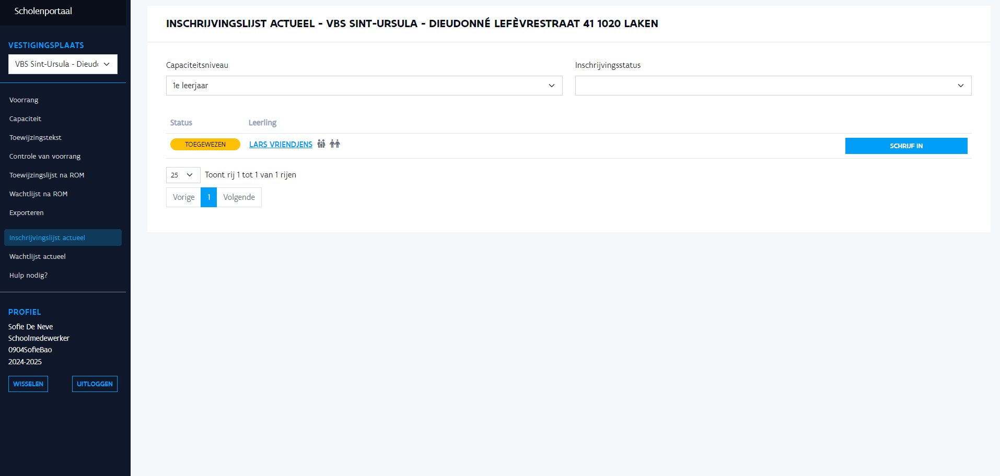 Scholenportaal
VESTIGINGSPLAATS
VBS Sint-Ursula - Dieud
Voorrang
Capaciteit
Toewijzingstekst
Controle van voorrang
Toewijzingslijst na ROM
Wachtlijst na ROM
Exporteren
Inschrijvingslijst actueel
Wachtlijst actueel
Hulp nodig?
PROFIEL
Sofie De Neve
Schoolmedewerker
0904SofieBao
2024-2025
WISSELEN UITLOGGEN
INSCHRIJVINGSLIJST ACTUEEL - VBS SINT-URSULA - DIEUDONNÉ LEFÈVRESTRAAT 41 1020 LAKEN
Capaciteitsniveau Inschrijvingsstatus
1e leerjaar
Status Leerling
TOEGEWEZEN LARS VRIENDJENS SCHRIJF IN
25 Toont rij 1 tot 1 van 1 rijen
Vorige 1 Volgende